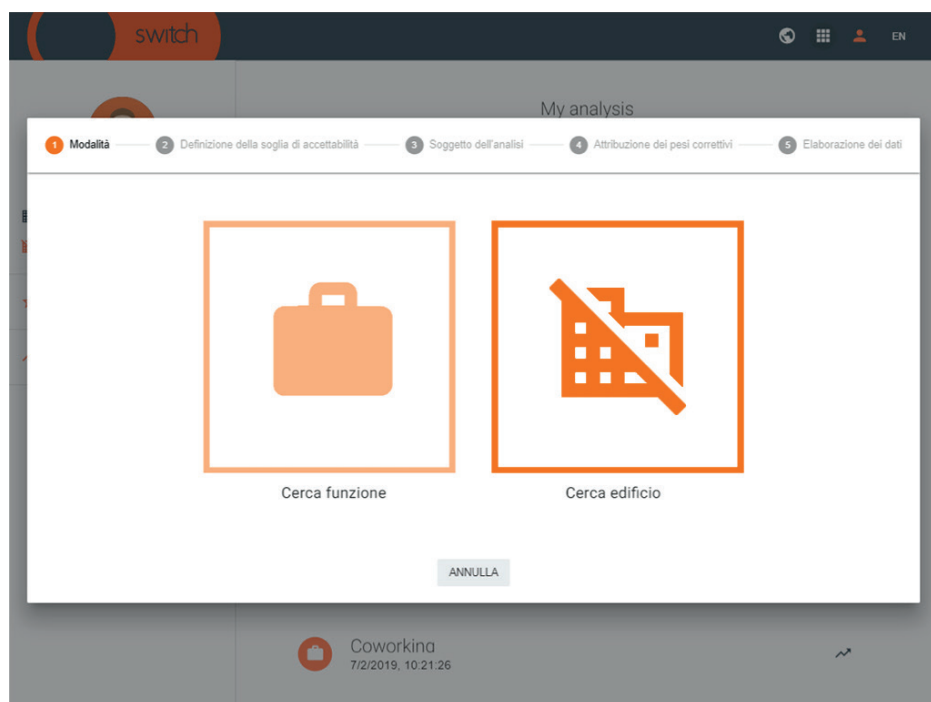 switch
EN
My analysis
1 Modalità 2 Definizione della soglia di accettabilità 3 Soggetto dell'analisi 4 Attribuzione dei pesi correttivi 5 Elaborazione dei dati
Cerca funzione
Cerca edificio
ANNULLA
Coworking
7/2/2019, 10:21:26